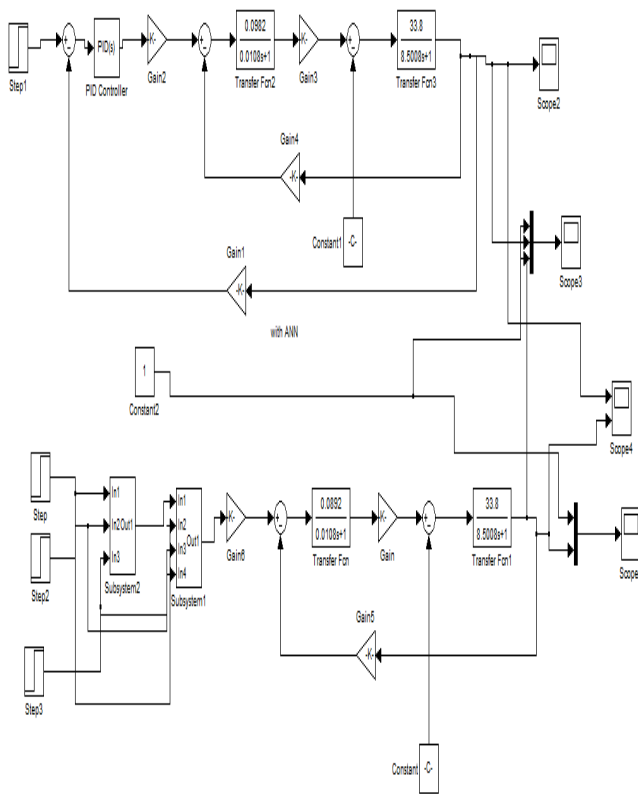 Step1
PID(s)
PID Controller
-K-
Gain2
0.0982
0.0108s+1
Transfer Fcn2
-K-
Gain3
33.8
8.5008s+1
Transfer Fcn3
Scope2
Gain4
-K-
Constant1
-C-
Gain1
-K-
Scope3
with ANN
1
Constant2
Scope4
Step
Step2
Step3
In1
In2
In3
Out1
Subsystem2
In1
In2
In3
In4
Out1
Subsystem1
-K-
Gain6
0.0892
0.0108s+1
Transfer Fcn
-K-
Gain
33.8
8.5008s+1
Transfer Fcn1
Scope
Gain5
-K-
Constant
-C-